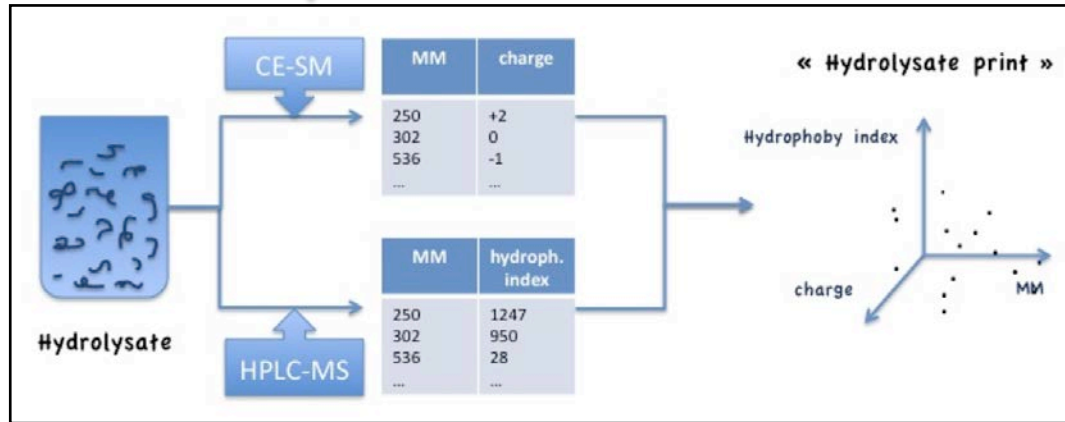 CE-SM
MM charge
250 +2
302 0
536 -1
... ...
« Hydrolysate print »
Hydrophoby index
charge
MM
Hydrolysate
MM hydroph.
index
250 1247
302 950
536 28
... ...
HPLC-MS